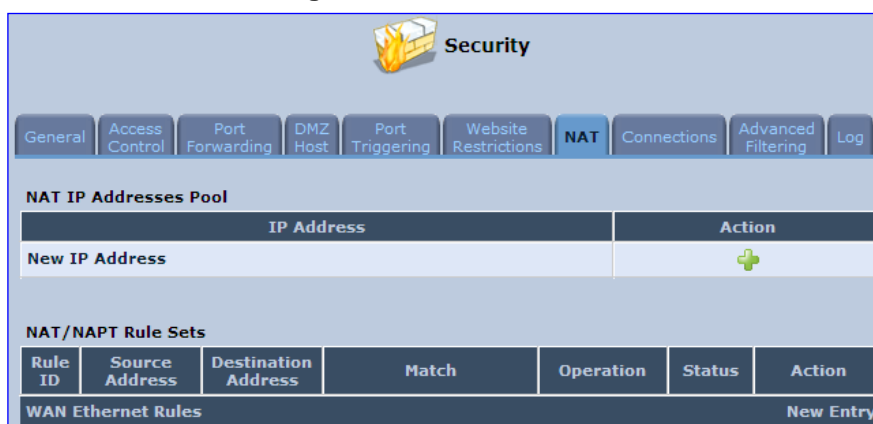 Security
General Access Control Port Forwarding DMZ Host Port Triggering Website Restrictions NAT Connections Advanced Filtering Log
NAT IP Addresses Pool
IP Address Action
New IP Address
NAT/NAPT Rule Sets
Rule ID Source Address Destination Address Match Operation Status Action
WAN Ethernet Rules New Entry